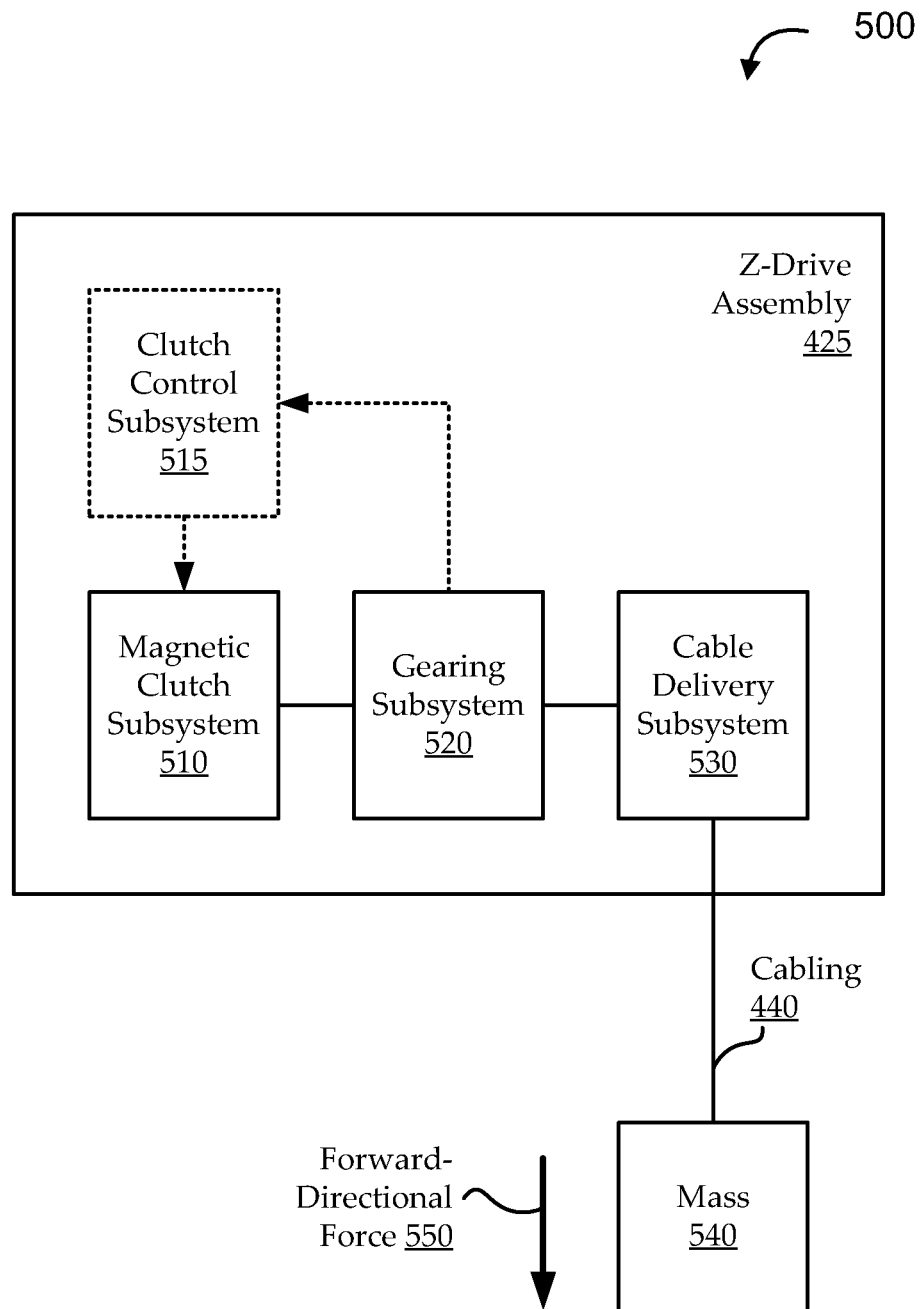 500
Z-Drive
Assembly
425
Clutch
Control
Subsystem
515
Magnetic
Clutch
Subsystem
510
Gearing
Subsystem
520
Cable
Delivery
Subsystem
530
Cabling
440
Forward-
Directional
Force 550
Mass
540